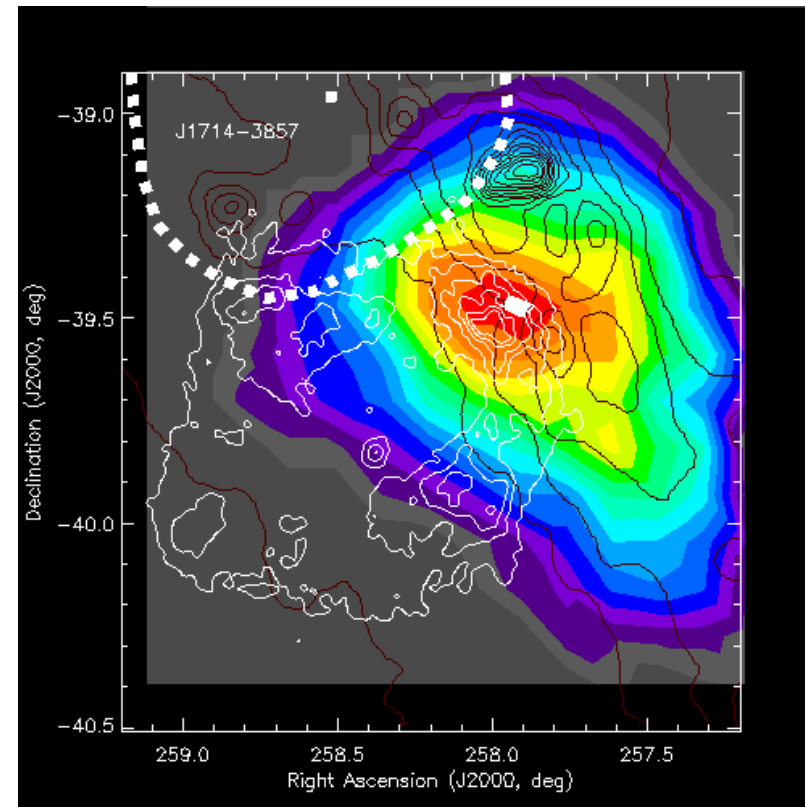 J1714-3857
-39.0
-39.5
-40.0
-40.5
Declination (J2000, deg)
259.0 258.5 258.0 257.5
Right Ascension (J2000, deg)